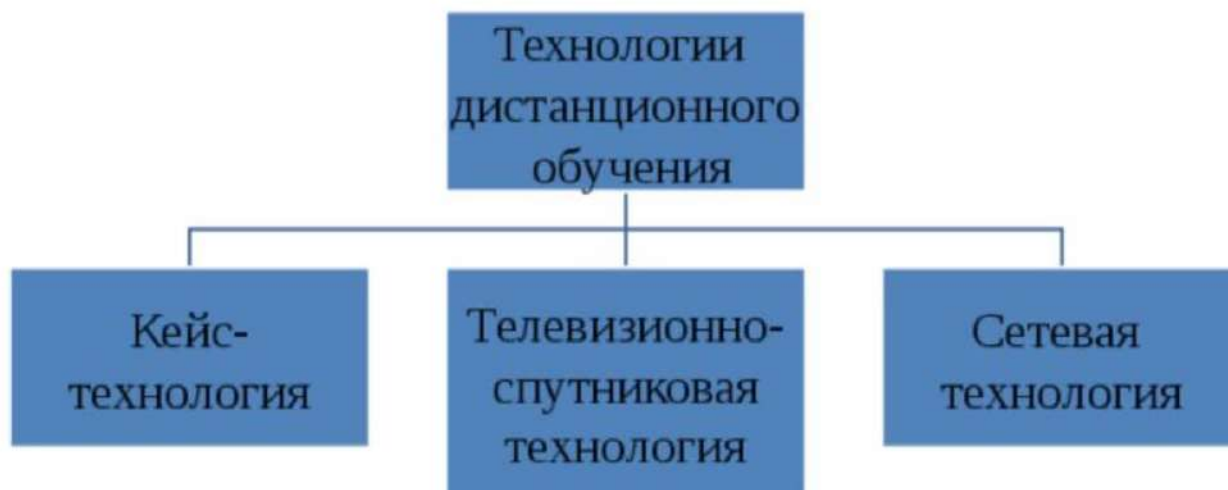 Технологии
дистанционного
обучения
Кейс-
технология
Телевизионно-
спутниковая
технология
Сетевая
технология